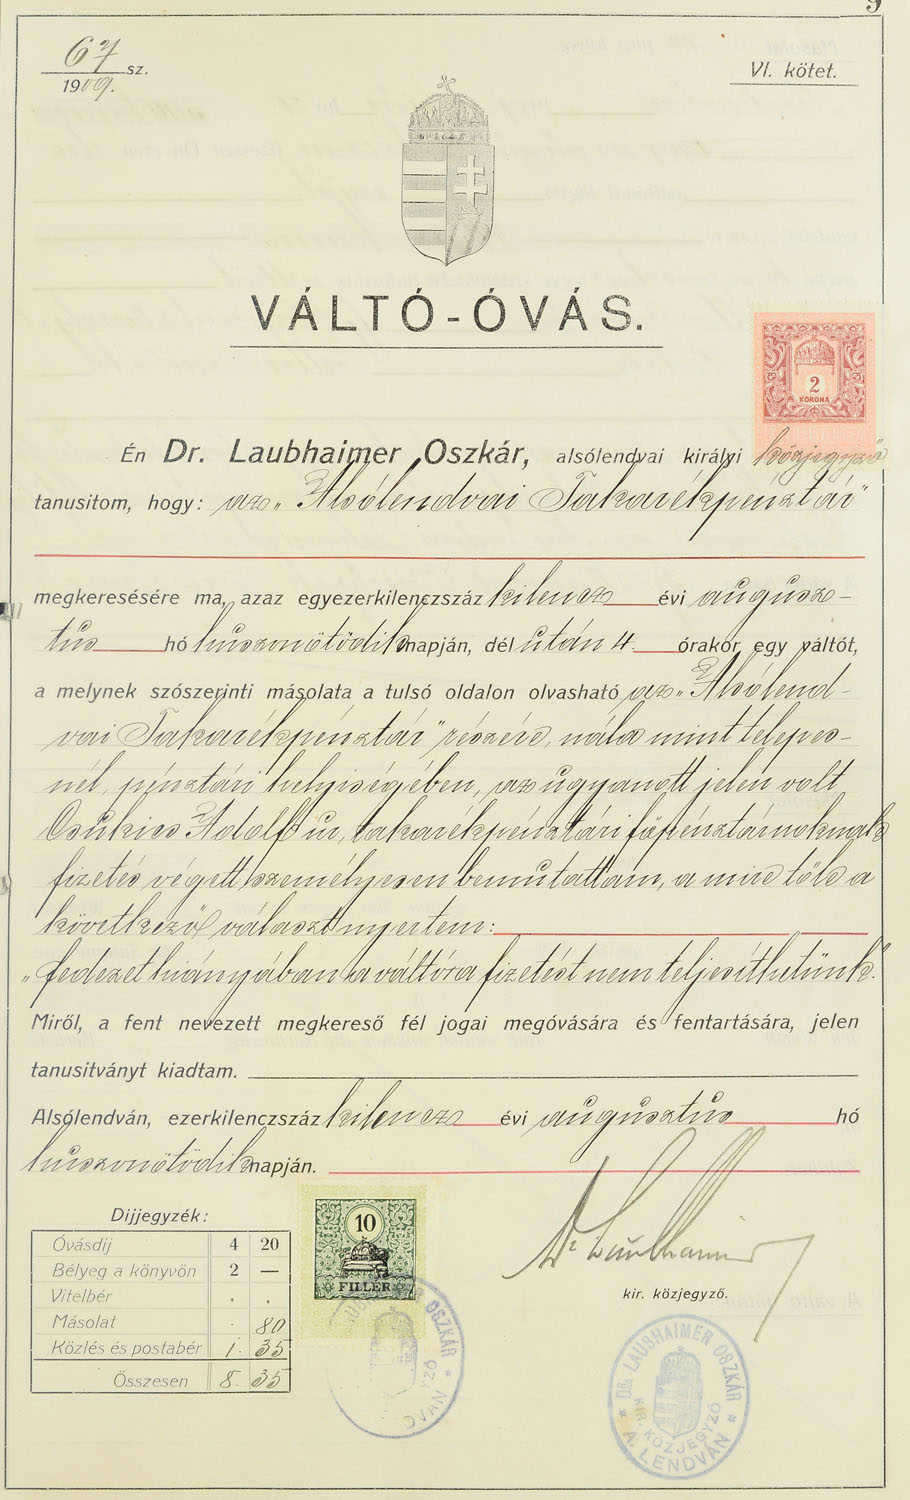 9
67 sz.
1909.
VI. kötet.
VÁLTÓ-ÓVÁS.
2
KORONA
Én Dr. Laubhaimer Oszkár, alsólendvai királyi közjegyző
tanusitom, hogy: az „Alsólendvai Takarékpénztár"
megkeresésére ma, azaz egyezerkilenczszáz kilencz évi augusz-
tus hó huszonötödik napján, dél után 4. órakor egy váltót,
a melynek szószerinti másolata a tulsó oldalon olvasható az „Alsólend-
vai Takarékpénztár" részére, nála mint telepes-
nél, pénztári helyiségében, az ugyanott jelen volt
Csukics Adolf ur, takarékpénztári főpénztárnoknak
fizetés végett személyesen bemutattam, a mire tőle a
következő választ nyertem:
„fedezet hiányában a váltóra fizetést nem teljesíthetünk".
Miről, a fent nevezett megkereső fél jogai megóvására és fentartására, jelen
tanusitványt kiadtam.
Alsólendván, ezerkilenczszáz kilencz évi augusztus hó
huszonötödik napján.
Dijjegyzék:
Óvásdij 4 20
Bélyeg a könyvön 2 —
Vitelbér . .
Másolat . 80
Közlés és postabér 1. 35
Összesen 8. 35
10
FILLÉR
Dr. Laubhaimer
kir. közjegyző.
OSZKÁR
DR. LAUBHAIMER OSZKÁR
KIR. KÖZJEGYZŐ
* A. LENDVÁN *